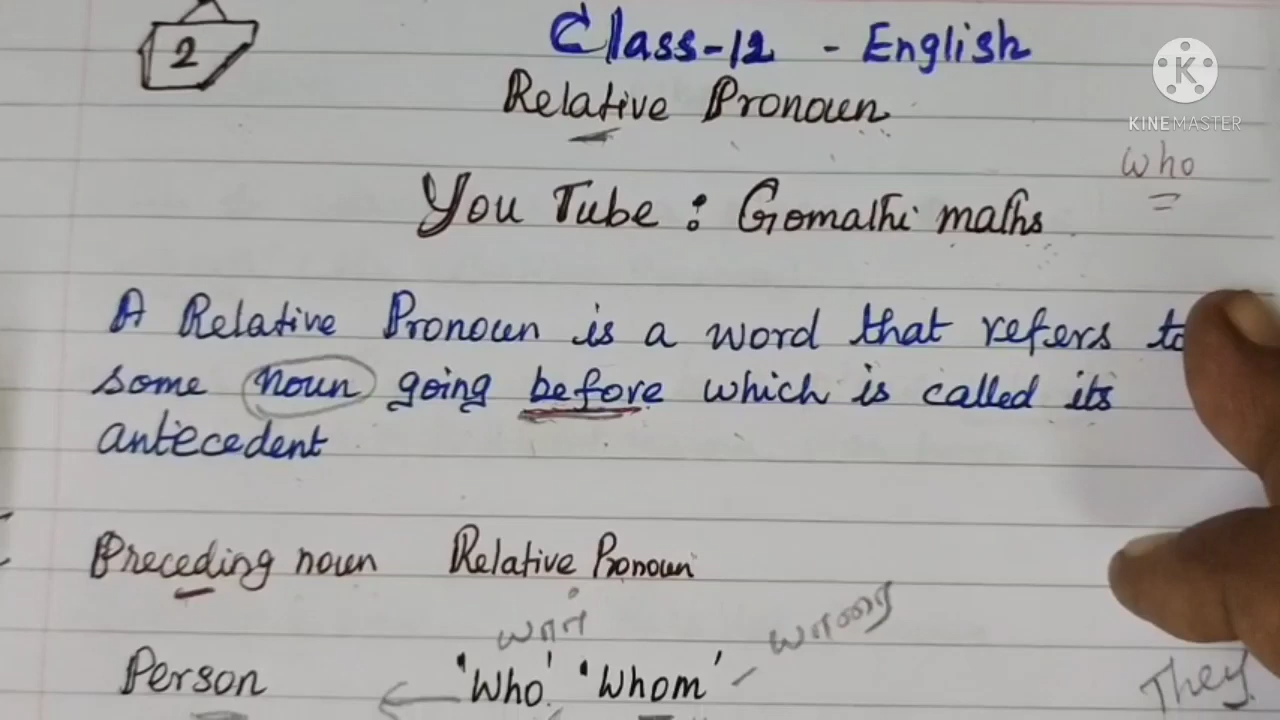 2
Class-12 - English
Relative Pronoun
KINEMASTER
who
You Tube : Gomathi maths
A Relative Pronoun is a word that refers to
some noun going before which is called its
antecedent
Preceding noun Relative Pronoun
யார் யாரை
Person 'Who' 'Whom'
They